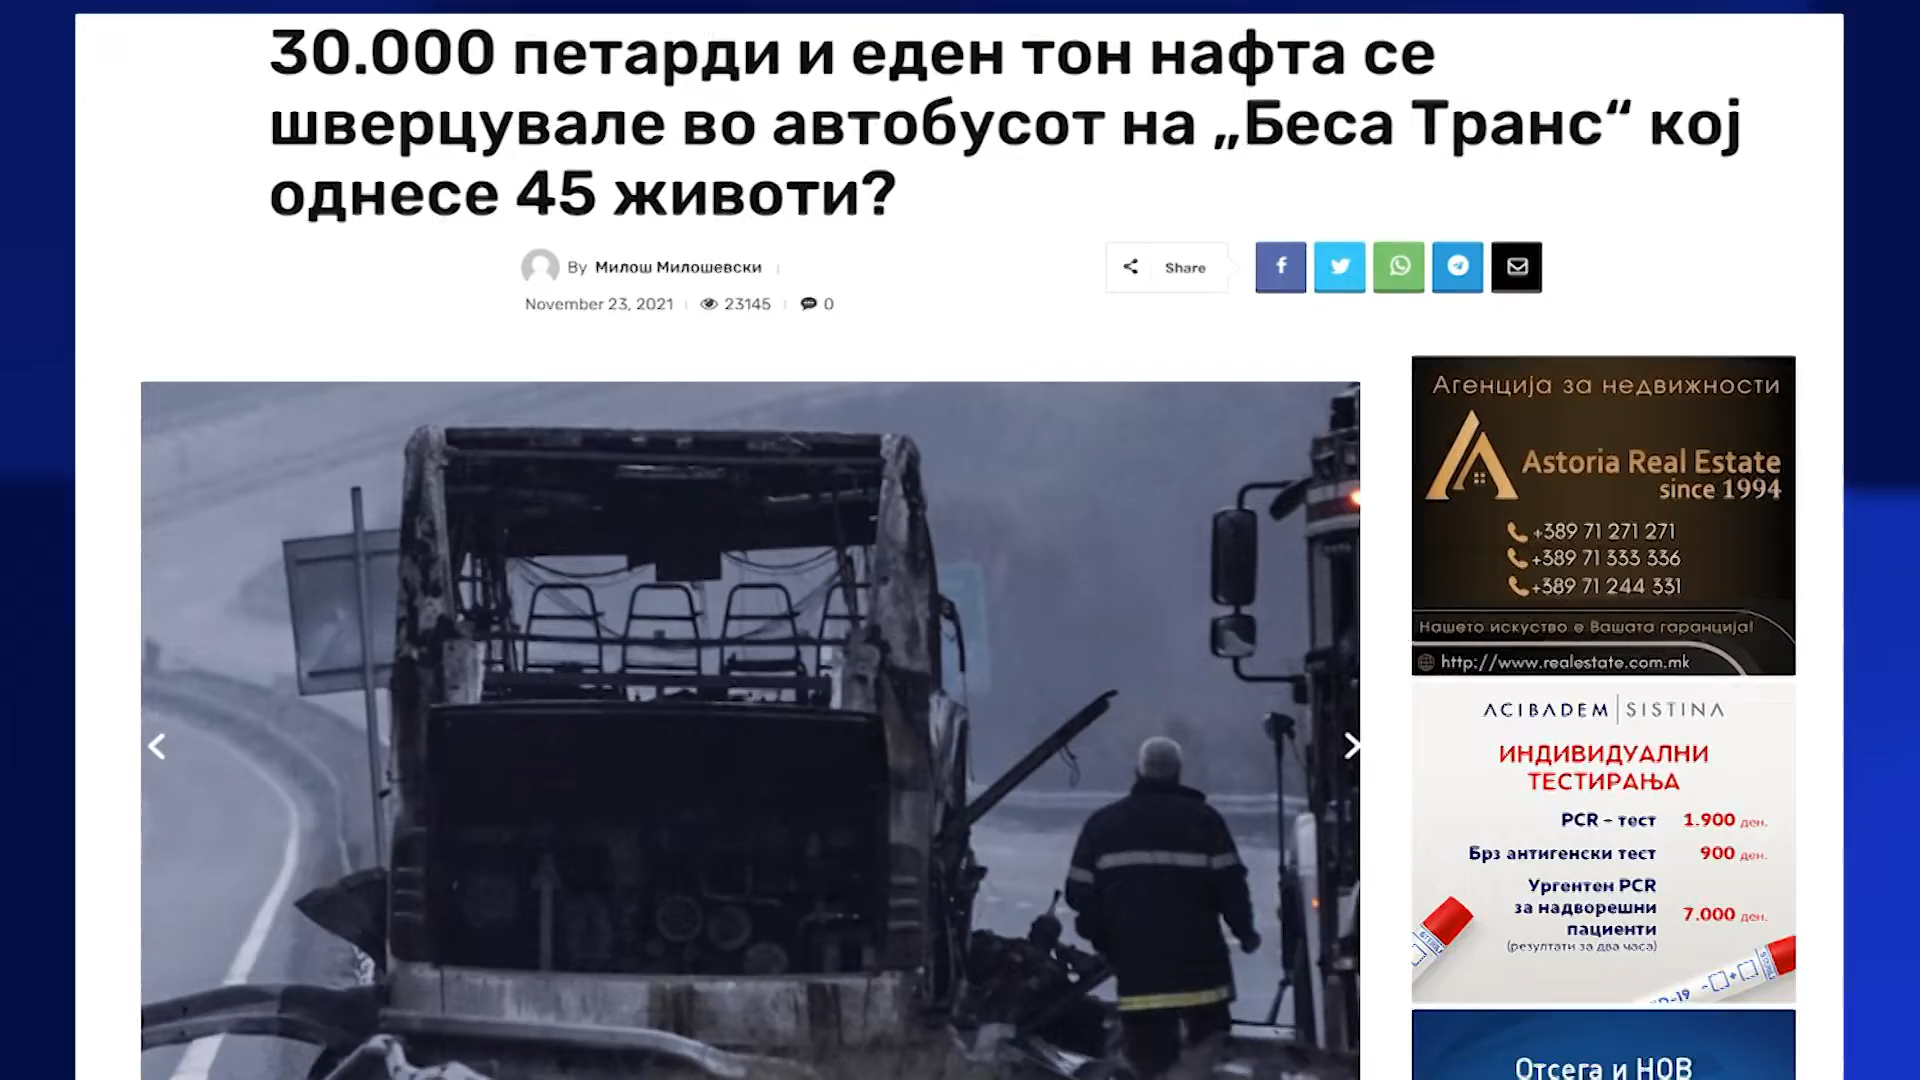 30.000 петарди и еден тон нафта се
шверцувале во автобусот на „Беса Транс“ кој
однесе 45 животи?
By Милош Милошевски
Share
November 23, 2021
23145
0
Агенција за недвижности
Astoria Real Estate
since 1994
+389 71 271 271
+389 71 333 336
+389 71 244 331
Нашето искуство е Вашата гаранција!
http://www.realestate.com.mk
ACIBADEM | SISTINA
ИНДИВИДУАЛНИ
ТЕСТИРАЊА
PCR – тест 1.900 ден.
Брз антигенски тест 900 ден.
Ургентен PCR
за надворешни
пациенти
7.000 ден.
(резултати за два часа)
Отсега и НОВ